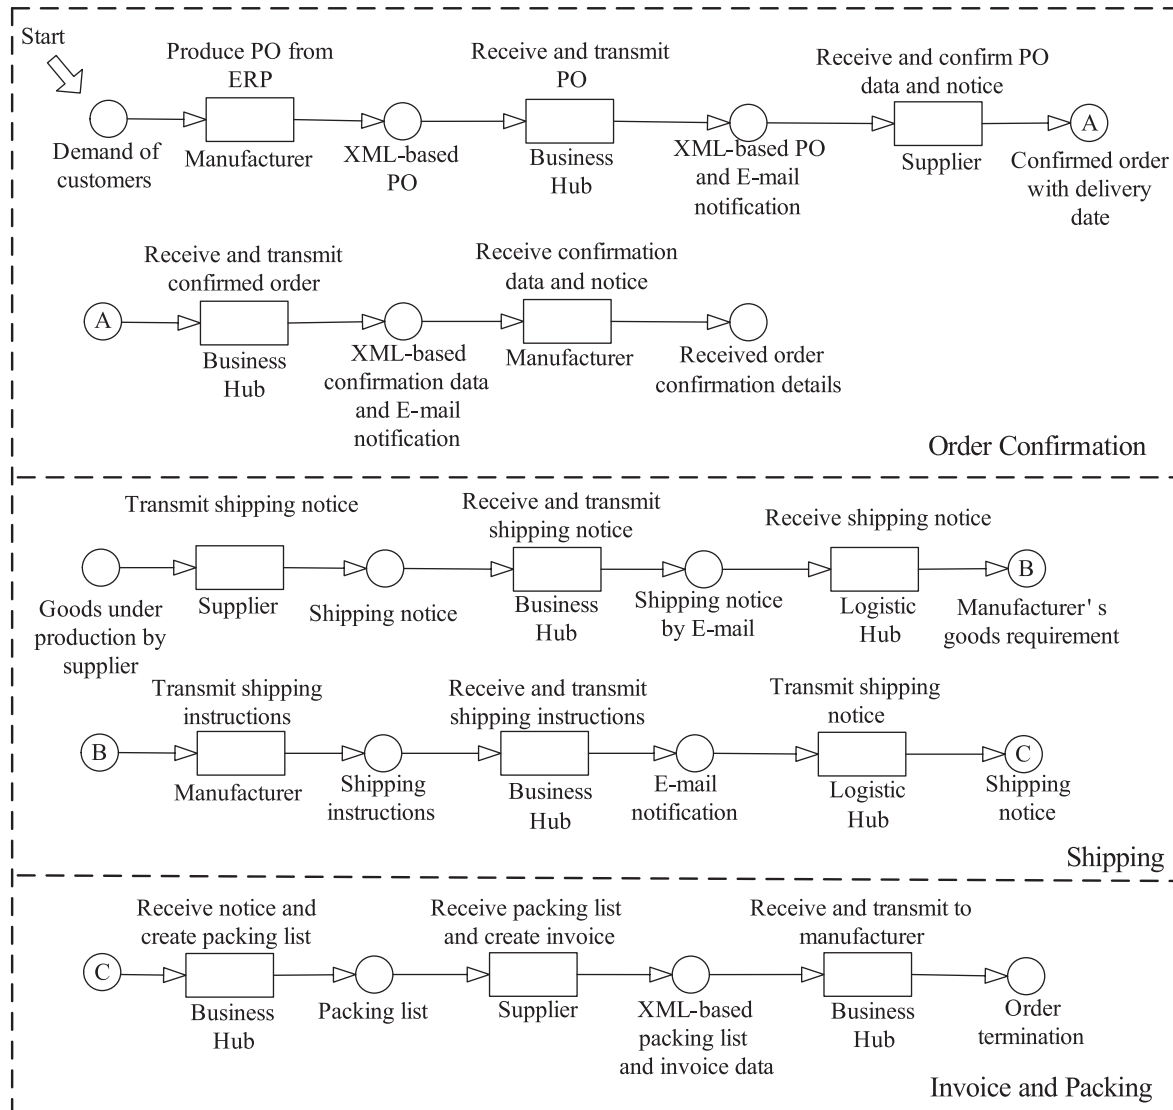 Start
Produce PO from
ERP
Receive and transmit
PO
Receive and confirm PO
data and notice
A
Demand of
customers
Manufacturer
XML-based
PO
Business
Hub
XML-based PO
and E-mail
notification
Supplier
Confirmed order
with delivery
date
Receive and transmit
confirmed order
Receive confirmation
data and notice
A
Business
Hub
XML-based
confirmation data
and E-mail
notification
Manufacturer
Received order
confirmation details
Order Confirmation
Transmit shipping notice
Receive and transmit
shipping notice
Receive shipping notice
B
Goods under
production by
supplier
Supplier
Shipping notice
Business
Hub
Shipping notice
by E-mail
Logistic
Hub
Manufacturer's
goods requirement
Transmit shipping
instructions
Receive and transmit
shipping instructions
Transmit shipping
notice
B
C
Manufacturer
Shipping
instructions
Business
Hub
E-mail
notification
Logistic
Hub
Shipping
notice
Shipping
Receive notice and
create packing list
Receive packing list
and create invoice
Receive and transmit to
manufacturer
C
Business
Hub
Packing list
Supplier
XML-based
packing list
and invoice data
Business
Hub
Order
termination
Invoice and Packing